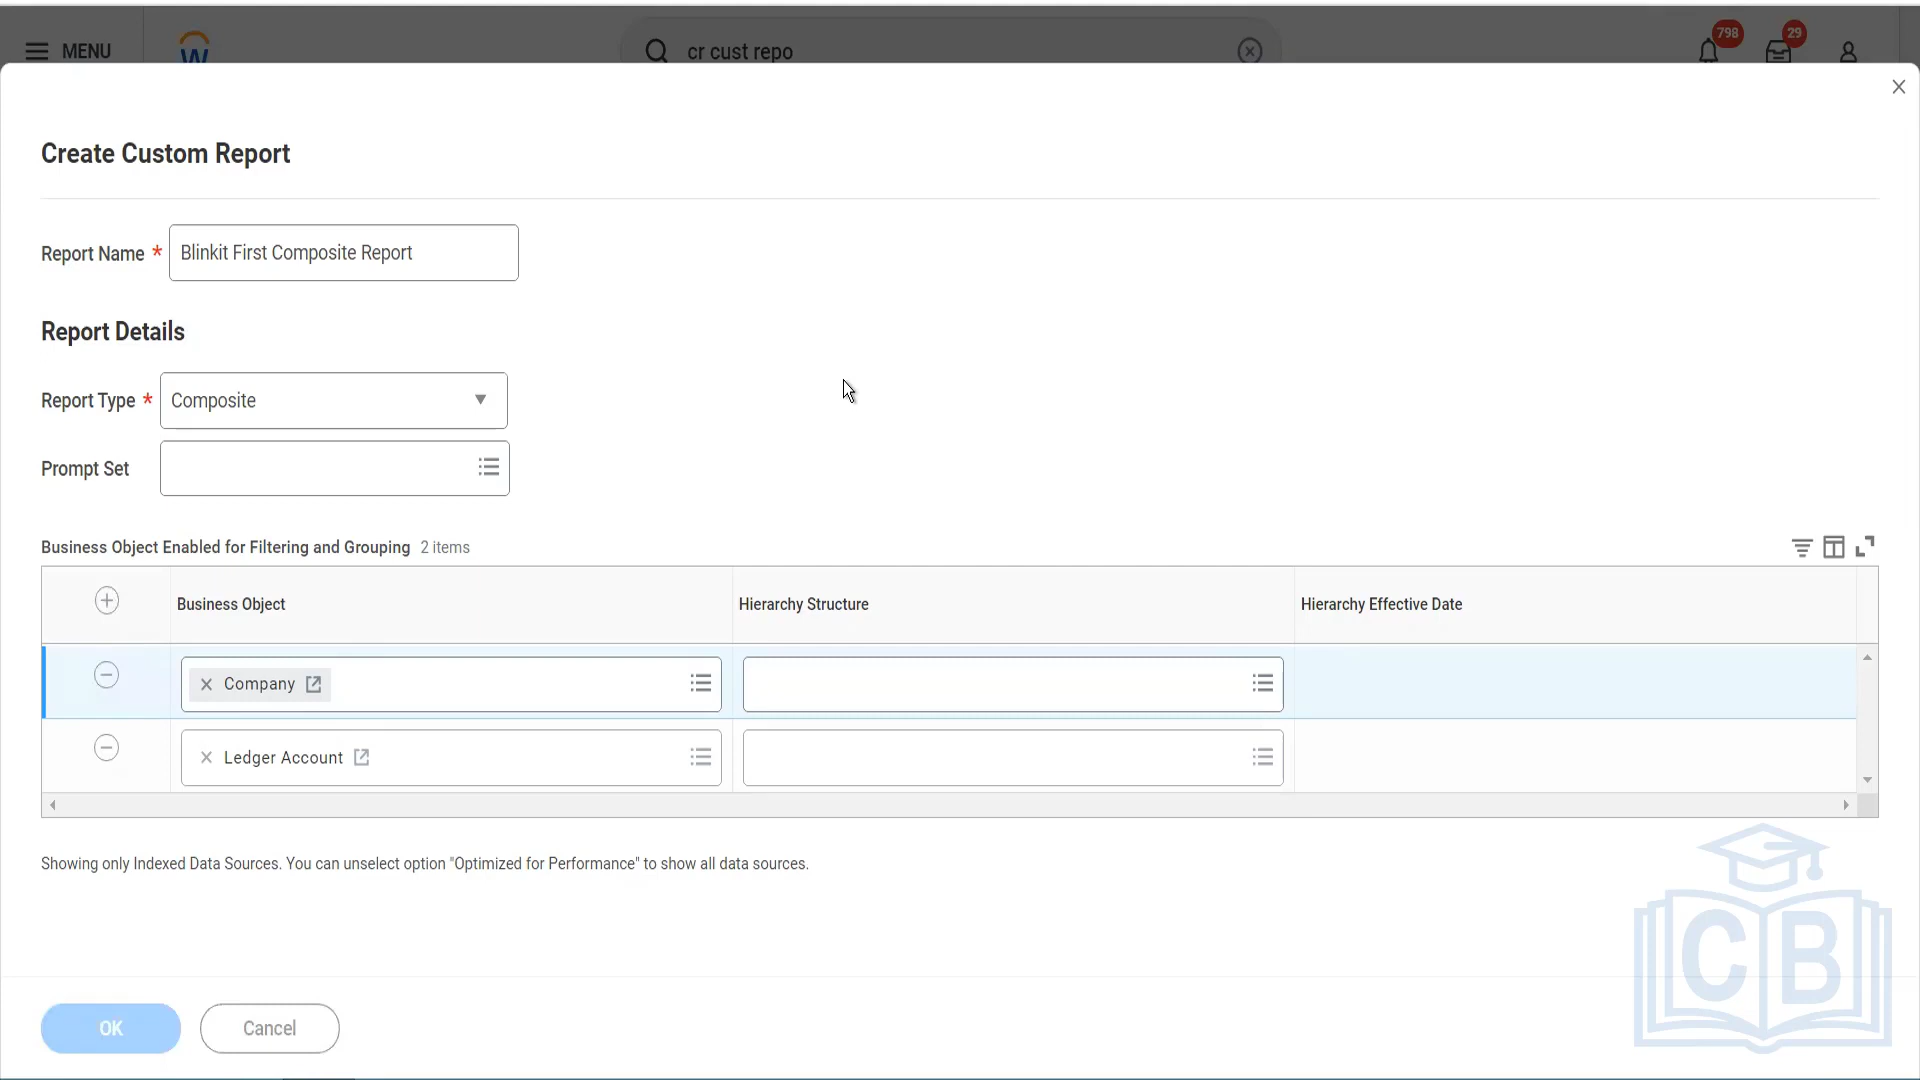 MENU
W
cr cust repo
798
29
Create Custom Report
Report Name *
Blinkit First Composite Report
Report Details
Report Type *
Composite
Prompt Set
Business Object Enabled for Filtering and Grouping 2 items
Business Object
Hierarchy Structure
Hierarchy Effective Date
Company
Ledger Account
Showing only Indexed Data Sources. You can unselect option "Optimized for Performance" to show all data sources.
OK
Cancel
CB